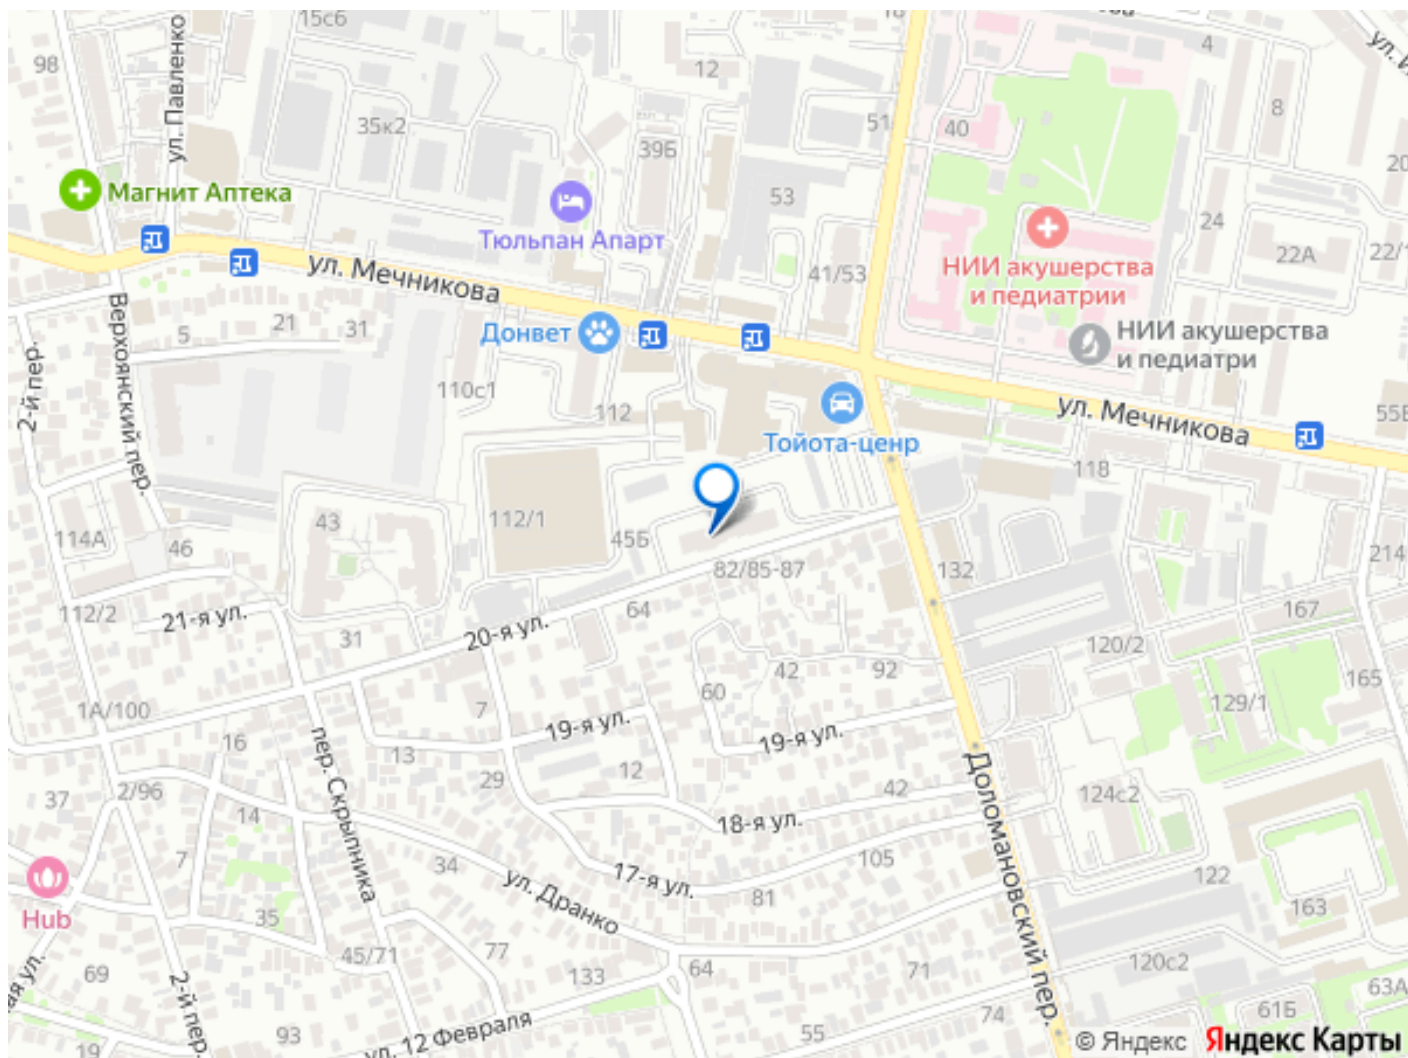 15с6
16
4
98
ул. Павленко
12
35к2
51
40
8
39Б
Магнит Аптека
53
24
20
Тюльпан Апарт
ул. Мечникова
41/53
НИИ акушерства
и педиатрии
22А
22/1
Верхоянский пер.
5
21
31
Донвет
НИИ акушерства
и педиатри
2-й пер.
110с1
112
Тойота-ценр
ул. Мечникова
55Б
118
43
112/1
45Б
114А
46
82/85-87
132
214
112/2
21-я ул.
64
167
31
20-я ул.
120/2
42
92
165
60
129/1
1А/100
7
19-я ул.
19-я ул.
16
13
пер. Скрыпника
29
12
Доломановский пер.
37
2/96
42
124с2
14
18-я ул.
7
34
17-я ул.
105
122
ул. Дранко
81
Hub
35
163
45/71
77
69
2-й пер.
133
64
71
120с2
93
ул. 12 Февраля
55
74
61Б
63А
19
© Яндекс Яндекс Карты